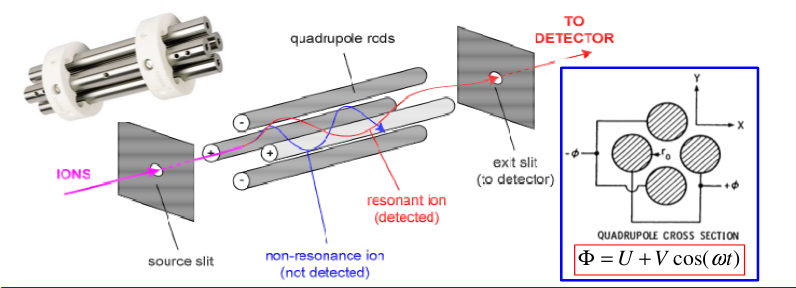 TO
DETECTOR
quadrupole rods
-
+
+
-
IONS
source slit
non-resonance ion
(not detected)
resonant ion
(detected)
exit slit
(to detector)
Y
X
-ϕ
r₀
+ϕ
QUADRUPOLE CROSS SECTION
Φ = U + V cos(ωt)